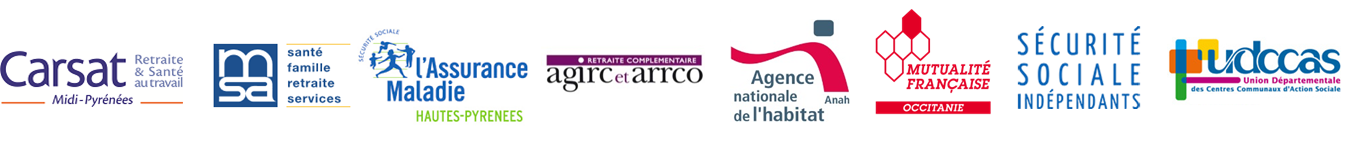 Carsat
Retraite
& Santé
au travail
Midi-Pyrénées
msa
santé
famille
retraite
services
SÉCURITÉ SOCIALE
l'Assurance
Maladie
HAUTES-PYRENEES
RETRAITE COMPLÉMENTAIRE
agirc et arrco
Agence
nationale
de l'habitat
Anah
MUTUALITÉ
FRANÇAISE
OCCITANIE
SÉCURITÉ
SOCIALE
INDÉPENDANTS
udccas
Union Départementale
des Centres Communaux d'Action Sociale